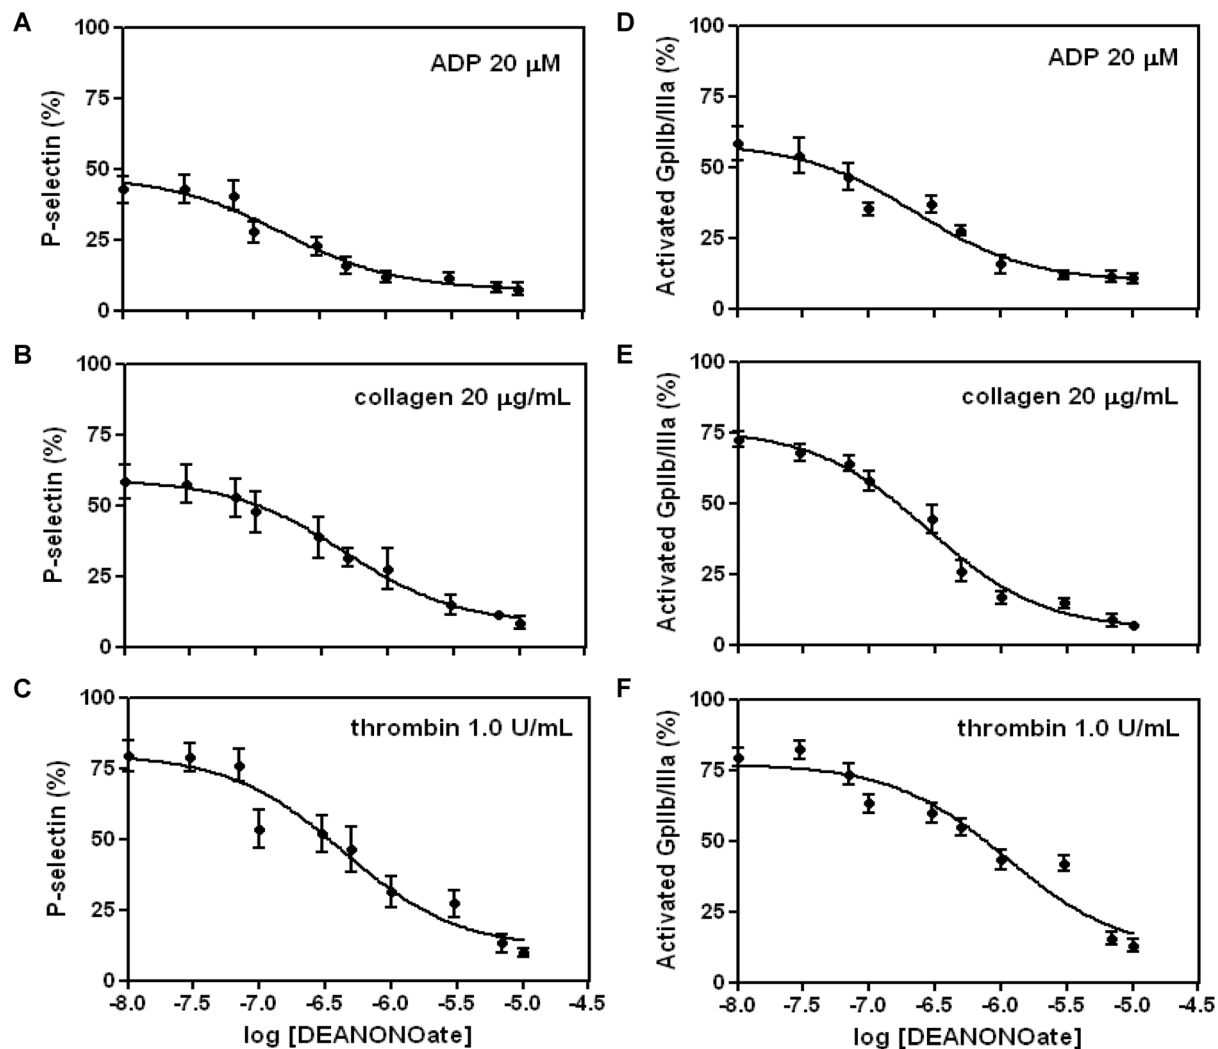 A
100
75
50
25
0
P-selectin (%)
ADP 20 μM
D
100
75
50
25
0
Activated GpIIb/IIIa (%)
ADP 20 μM
B
100
75
50
25
0
P-selectin (%)
collagen 20 μg/mL
E
100
75
50
25
0
Activated GpIIb/IIIa (%)
collagen 20 μg/mL
C
100
75
50
25
0
P-selectin (%)
thrombin 1.0 U/mL
-8.0 -7.5 -7.0 -6.5 -6.0 -5.5 -5.0 -4.5
log [DEANONOate]
F
100
75
50
25
0
Activated GpIIb/IIIa (%)
thrombin 1.0 U/mL
-8.0 -7.5 -7.0 -6.5 -6.0 -5.5 -5.0 -4.5
log [DEANONOate]